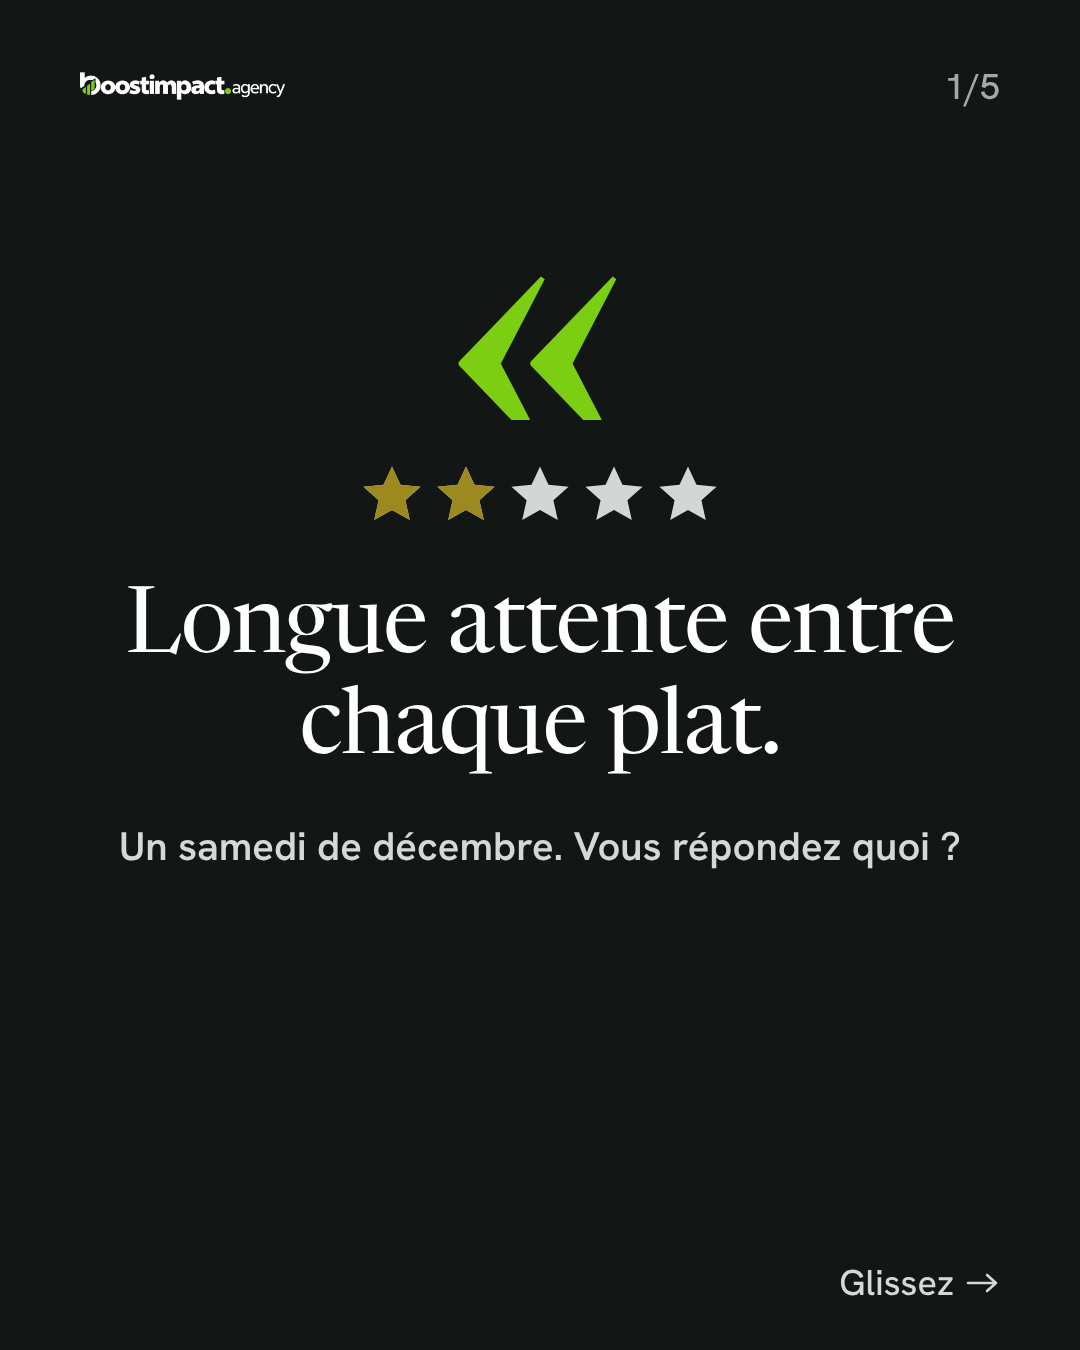 boostimpact.agency
1/5
«
Longue attente entre
chaque plat.
Un samedi de décembre. Vous répondez quoi ?
Glissez →